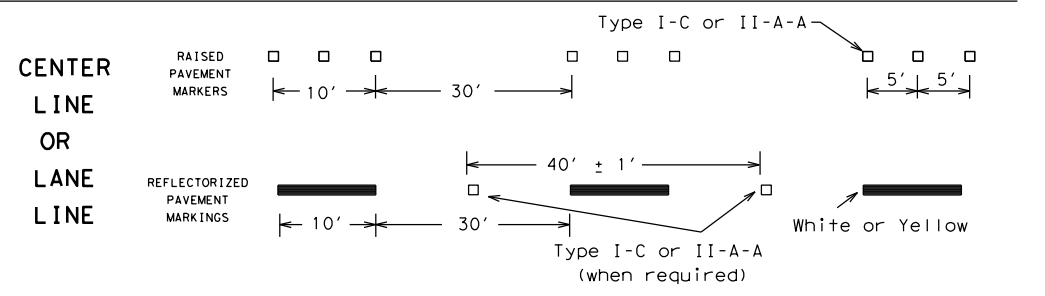 CENTER
LINE
OR
LANE
LINE
RAISED
PAVEMENT
MARKERS
10'
30'
Type I-C or II-A-A
5'
5'
REFLECTORIZED
PAVEMENT
MARKINGS
10'
30'
40' ± 1'
Type I-C or II-A-A
(when required)
White or Yellow